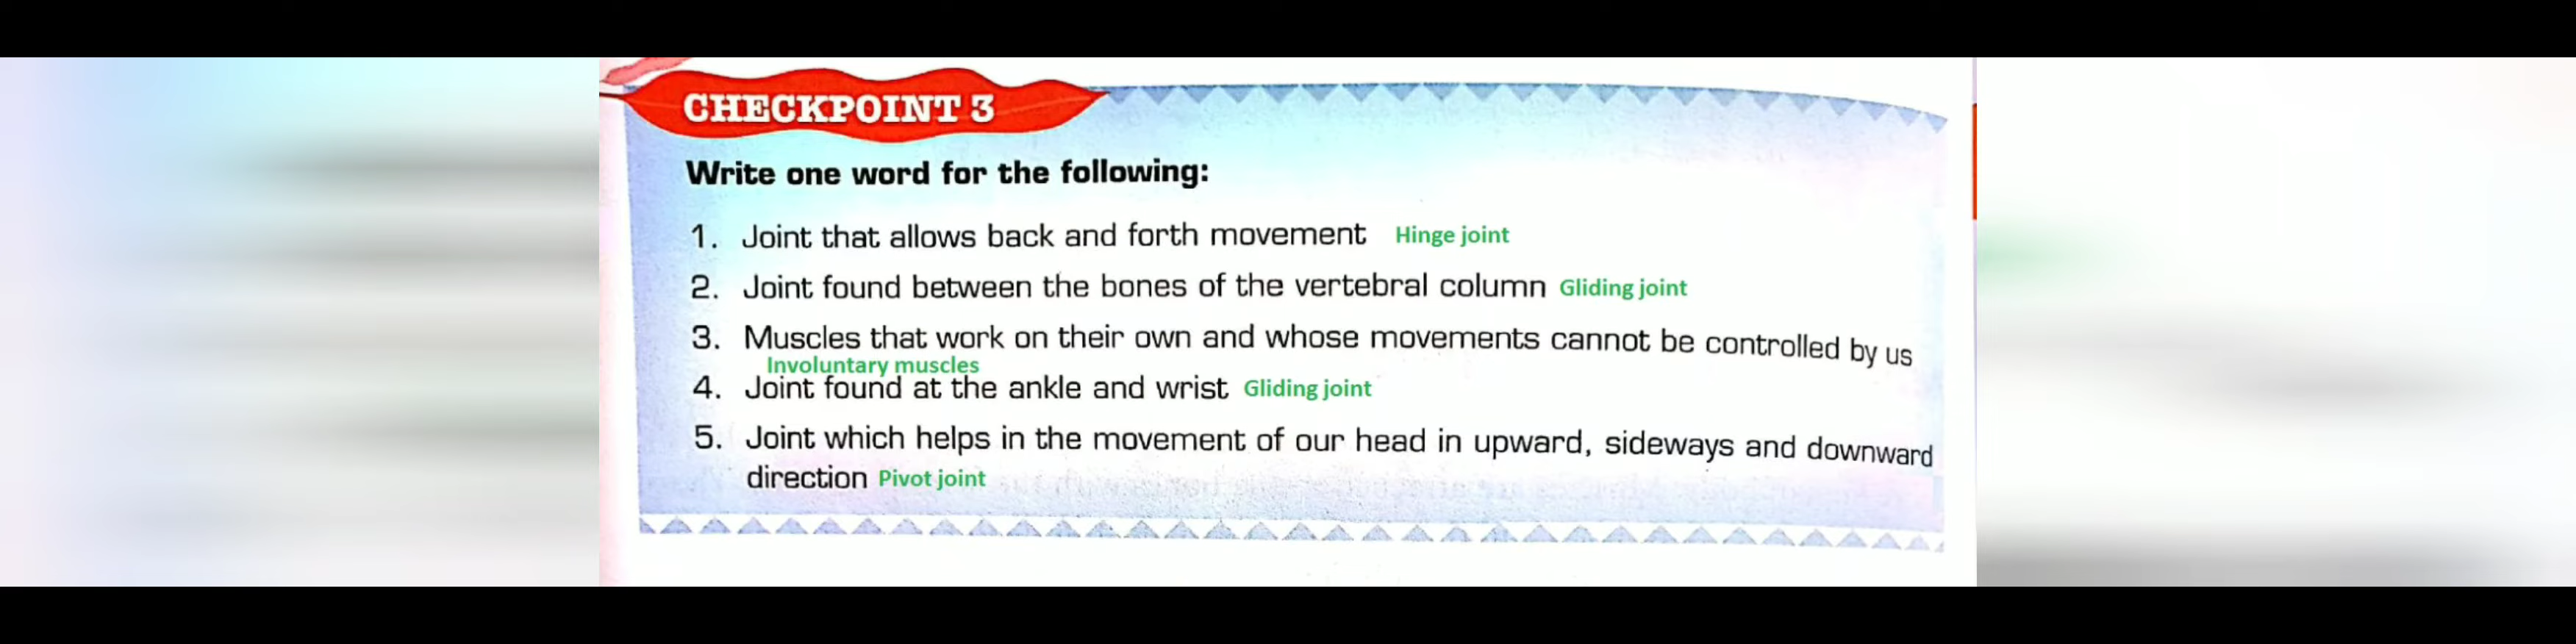 CHECKPOINT 3
Write one word for the following:
1. Joint that allows back and forth movement Hinge joint
2. Joint found between the bones of the vertebral column Gliding joint
3. Muscles that work on their own and whose movements cannot be controlled by us
Involuntary muscles
4. Joint found at the ankle and wrist Gliding joint
5. Joint which helps in the movement of our head in upward, sideways and downward
direction Pivot joint